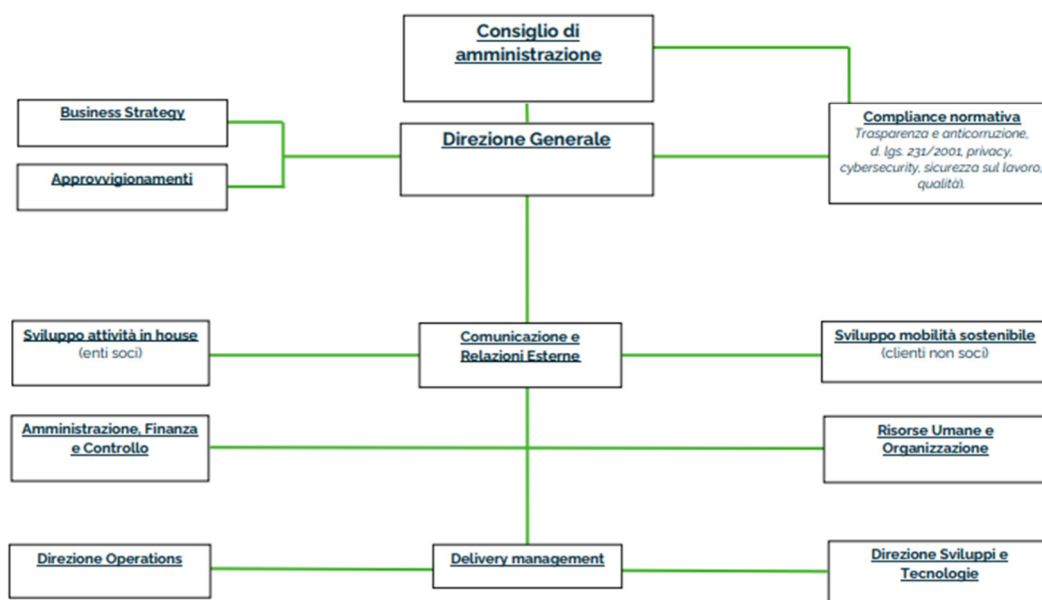 Consiglio di
amministrazione
Business Strategy
Approvvigionamenti
Direzione Generale
Compliance normativa
Trasparenza e anticorruzione,
d. lgs. 231/2001, privacy,
cybersecurity, sicurezza sul lavoro,
qualità).
Sviluppo attività in house
(enti soci)
Comunicazione e
Relazioni Esterne
Sviluppo mobilità sostenibile
(clienti non soci)
Amministrazione, Finanza
e Controllo
Risorse Umane e
Organizzazione
Direzione Operations
Delivery management
Direzione Sviluppi e
Tecnologie